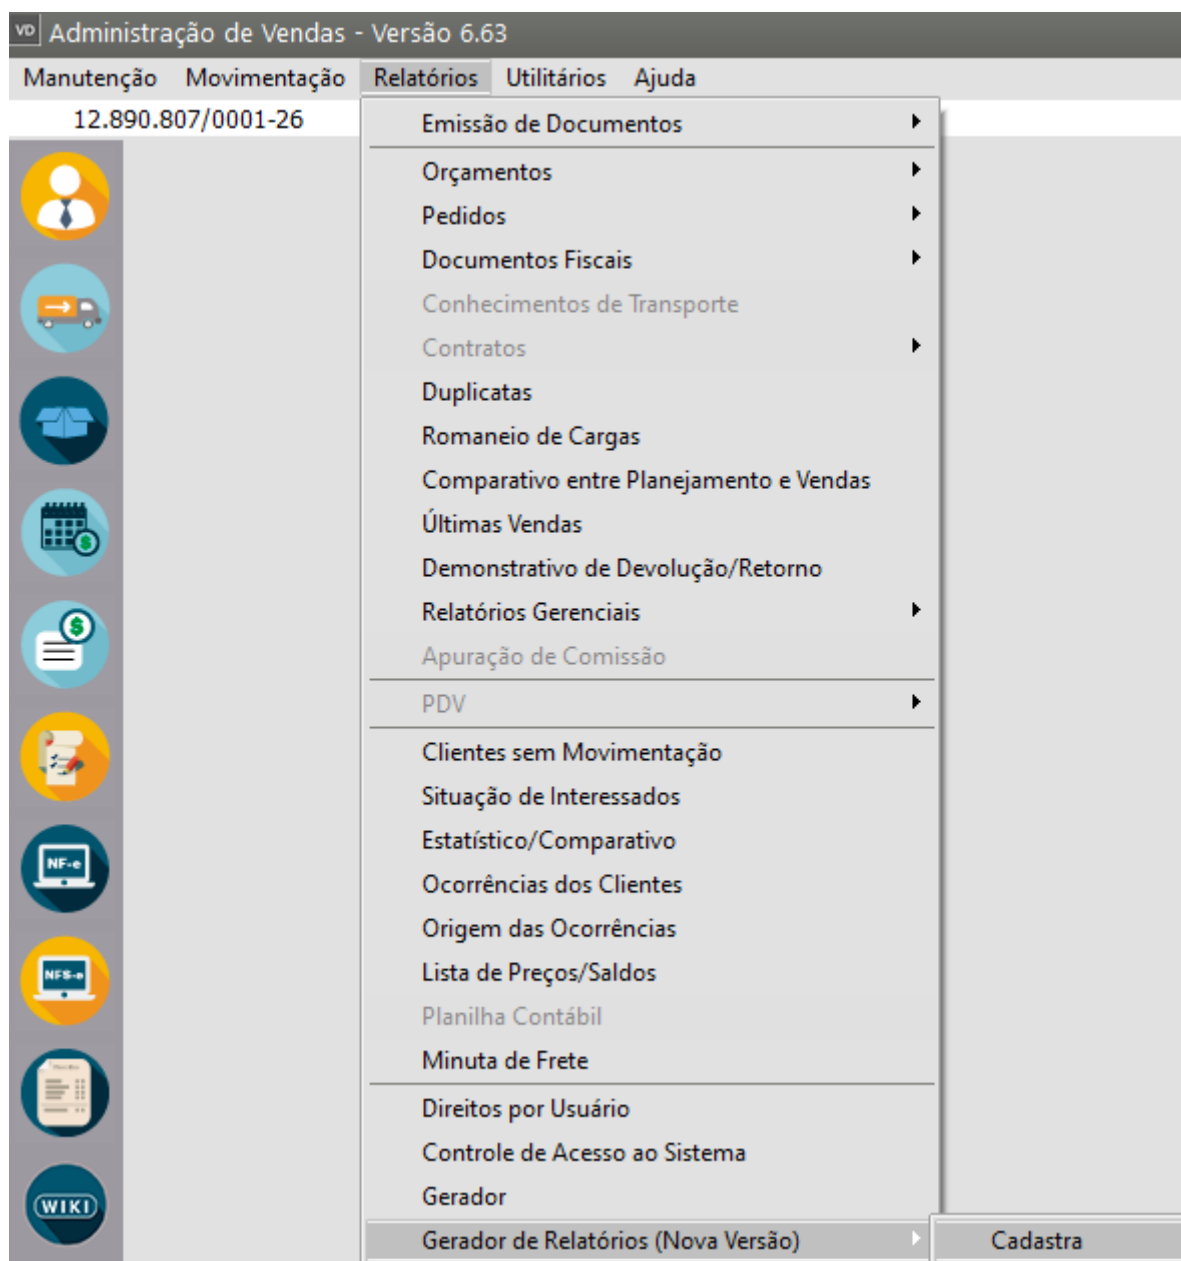 VD Administração de Vendas - Versão 6.63
Manutenção Movimentação Relatórios Utilitários Ajuda
12.890.807/0001-26
Emissão de Documentos
Orçamentos
Pedidos
Documentos Fiscais
Conhecimentos de Transporte
Contratos
Duplicatas
Romaneio de Cargas
Comparativo entre Planejamento e Vendas
Últimas Vendas
Demonstrativo de Devolução/Retorno
Relatórios Gerenciais
Apuração de Comissão
PDV
Clientes sem Movimentação
Situação de Interessados
Estatístico/Comparativo
NF-e
Ocorrências dos Clientes
Origem das Ocorrências
Lista de Preços/Saldos
NFS-e
Planilha Contábil
Minuta de Frete
Direitos por Usuário
Controle de Acesso ao Sistema
Gerador
WIKI
Gerador de Relatórios (Nova Versão) Cadastra